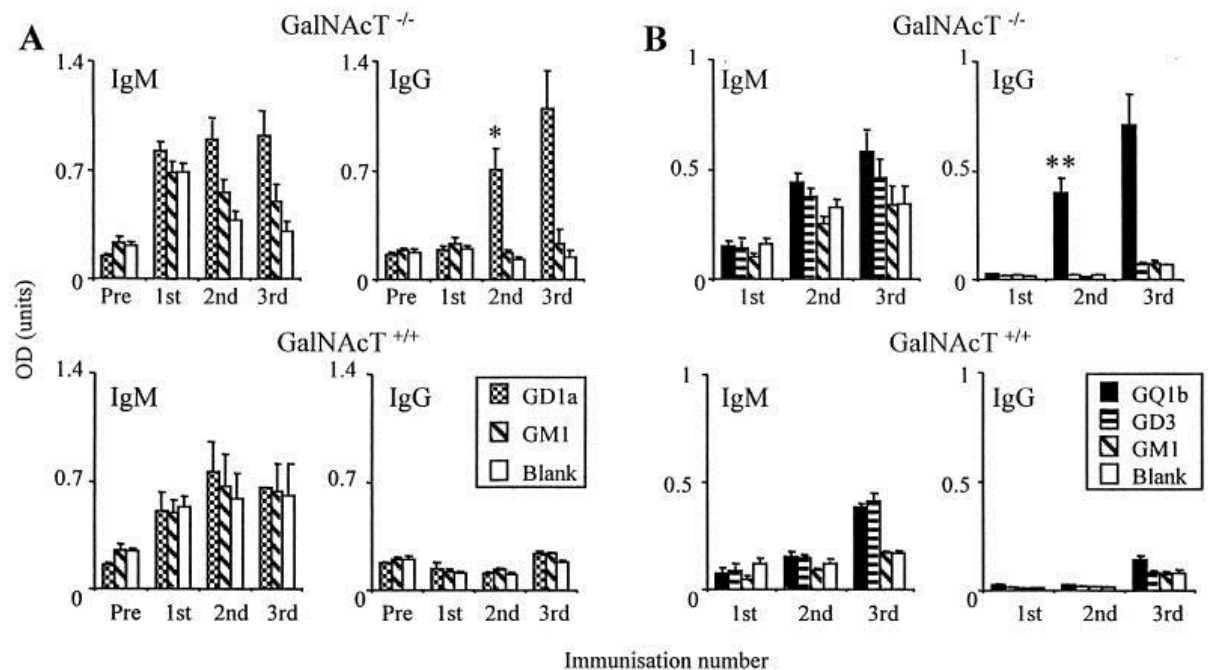 A
GalNAcT -/-
1.4
IgM
0.7
0
Pre 1st 2nd 3rd
1.4
IgG
*
0.7
0
Pre 1st 2nd 3rd
GalNAcT +/+
1.4
IgM
0.7
0
Pre 1st 2nd 3rd
1.4
IgG
GD1a
GM1
Blank
0.7
0
Pre 1st 2nd 3rd
B
GalNAcT -/-
1
IgM
0.5
0
1st 2nd 3rd
1
IgG
**
0.5
0
1st 2nd 3rd
GalNAcT +/+
1
IgM
0.5
0
1st 2nd 3rd
1
IgG
GQ1b
GD3
GM1
Blank
0.5
0
1st 2nd 3rd
OD (units)
Immunisation number